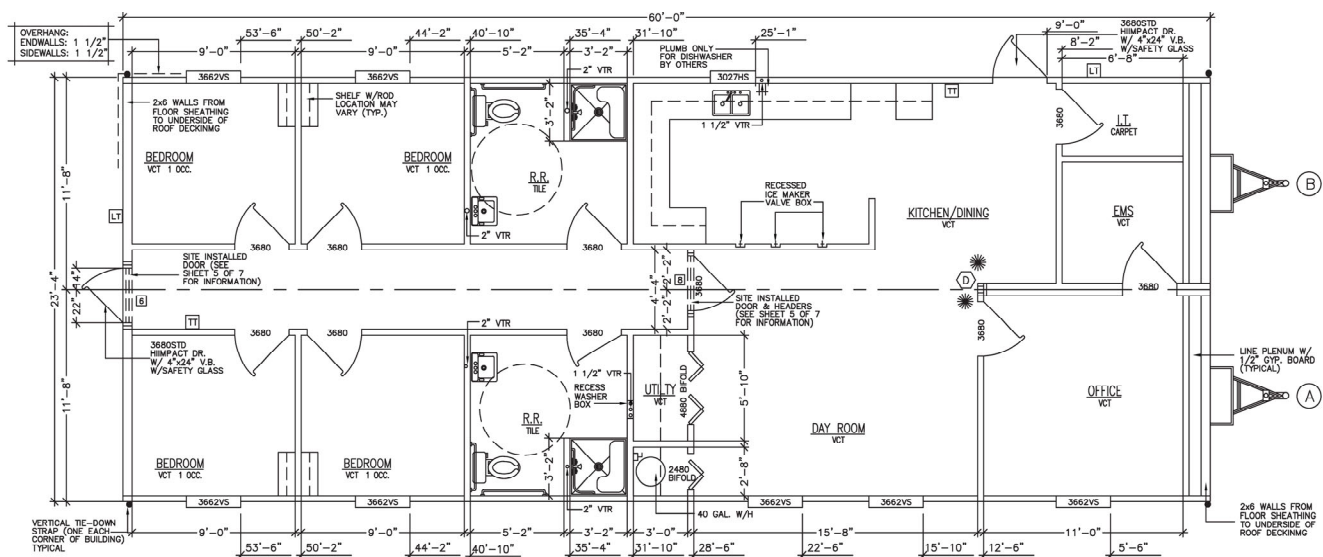 60'-0"
OVERHANG:
ENDWALLS: 1 1/2"
SIDEWALLS: 1 1/2"
53'-6"
50'-2"
44'-2"
40'-10"
35'-4"
31'-10"
25'-1"
9'-0"
9'-0"
9'-0"
5'-2"
3'-2"
8'-2"
6'-8"
PLUMB ONLY
FOR DISHWASHER
BY OTHERS
3680STD
HIIMPACT DR.
W/ 4"x24" V.B.
W/SAFETY GLASS
3662VS
3662VS
2" VTR
3027HS
LT
TT
2x6 WALLS FROM
FLOOR SHEATHING
TO UNDERSIDE OF
ROOF DECKINMG
SHELF W/ROD
LOCATION MAY
VARY (TYP.)
3'-2"
1 1/2" VTR
3680
I.T.
CARPET
BEDROOM
VCT 1 OCC.
BEDROOM
VCT 1 OCC.
R.R.
TILE
RECESSED
ICE MAKER
VALVE BOX
KITCHEN/DINING
VCT
EMS
VCT
B
11'-8"
23'-4"
LT
2" VTR
3680
3680
3680
SITE INSTALLED
DOOR (SEE
SHEET 5 OF 7
FOR INFORMATION)
14"
22"
6
4'-4"
2'-2"
2'-2"
8
3680
D
3680
SITE INSTALLED
DOOR & HEADERS
(SEE SHEET 5 OF 7
FOR INFORMATION)
TT
3680
3680
3680
2" VTR
3680
3680STD
HIIMPACT DR.
W/ 4"x24" V.B.
W/SAFETY GLASS
1 1/2" VTR
RECESS
WASHER
BOX
UTILITY
VCT
4680 BIFOLD
5'-10"
LINE PLENUM W/
1/2" GYP. BOARD
(TYPICAL)
OFFICE
VCT
A
11'-8"
R.R.
TILE
DAY ROOM
VCT
BEDROOM
VCT 1 OCC.
BEDROOM
VCT 1 OCC.
3'-2"
2480
BIFOLD
2'-8"
3662VS
3662VS
2" VTR
40 GAL. W/H
3662VS
3662VS
3662VS
2x6 WALLS FROM
FLOOR SHEATHING
TO UNDERSIDE OF
ROOF DECKINMG
VERTICAL TIE-DOWN
STRAP (ONE EACH
CORNER OF BUILDING)
TYPICAL
9'-0"
9'-0"
5'-2"
3'-2"
3'-0"
15'-8"
11'-0"
53'-6"
50'-2"
44'-2"
40'-10"
35'-4"
31'-10"
28'-6"
22'-6"
15'-10"
12'-6"
5'-6"